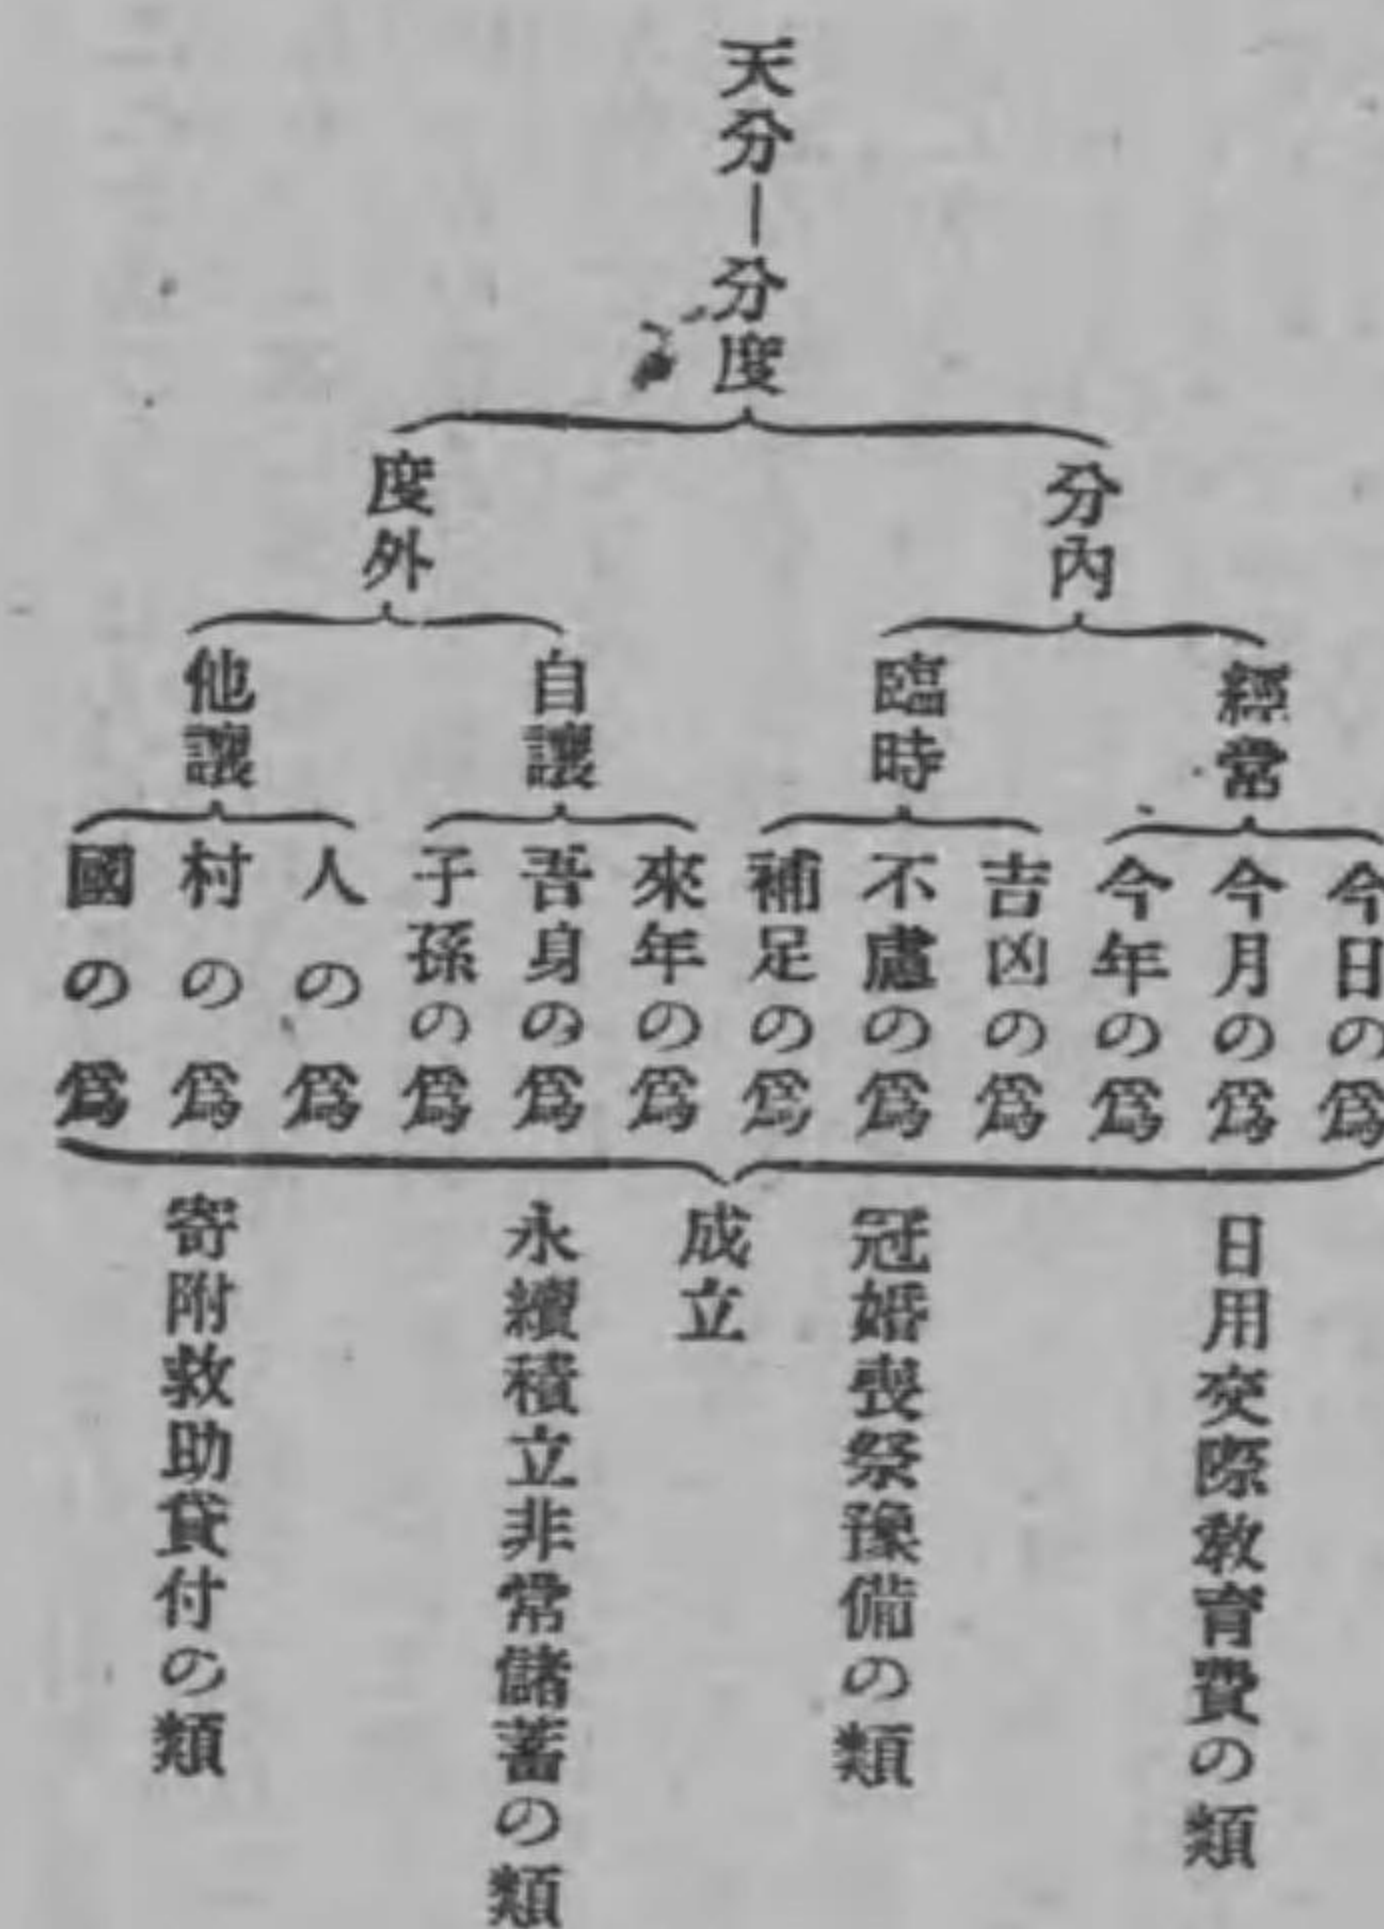 天分―分度
分內
度外
經常
臨時
自讓
他讓
今日の爲
今月の爲
今年の爲
吉凶の爲
不慮の爲
補足の爲
來年の爲
吾身の爲
子孫の爲
人の爲
村の爲
國の爲
日用交際教育費の類
冠婚喪祭豫備の類
成立
永續積立非常儲蓄の類
寄附救助貸付の類